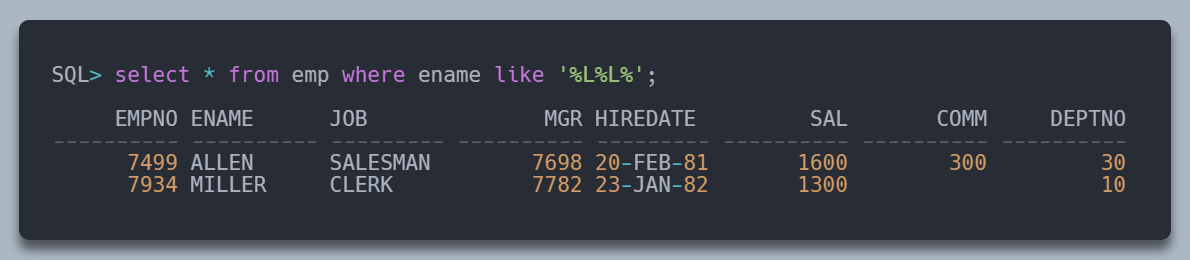 SQL> select * from emp where ename like '%L%L%';
EMPNO ENAME JOB MGR HIREDATE SAL COMM DEPTNO
---------- ---------- --------- ---------- --------- ---------- ---------- ----------
7499 ALLEN SALESMAN 7698 20-FEB-81 1600 300 30
7934 MILLER CLERK 7782 23-JAN-82 1300 10